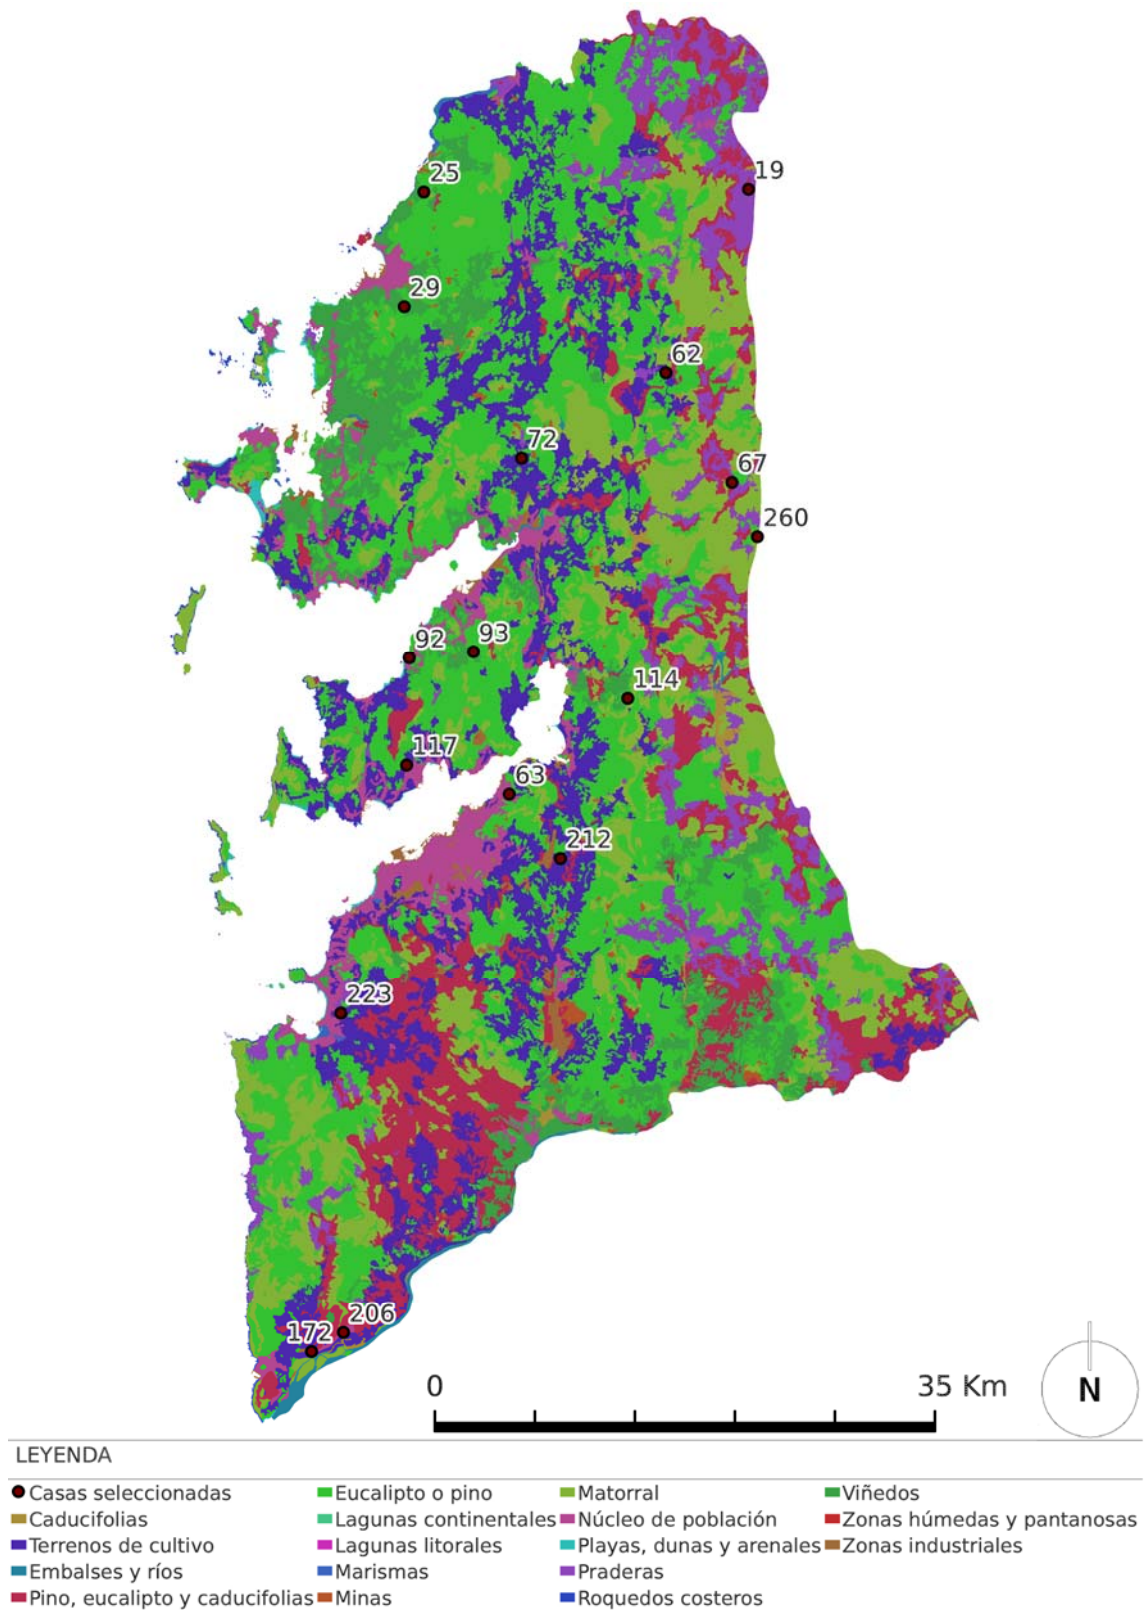 25
19
29
62
72
67
260
92
93
114
117
63
212
223
206
172
0 35 Km
N
LEYENDA
Casas seleccionadas Eucalipto o pino Matorral Viñedos
Caducifolias Lagunas continentales Núcleo de población Zonas húmedas y pantanosas
Terrenos de cultivo Lagunas litorales Playas, dunas y arenales Zonas industriales
Embalses y ríos Marismas Praderas
Pino, eucalipto y caducifolias Minas Roquedos costeros